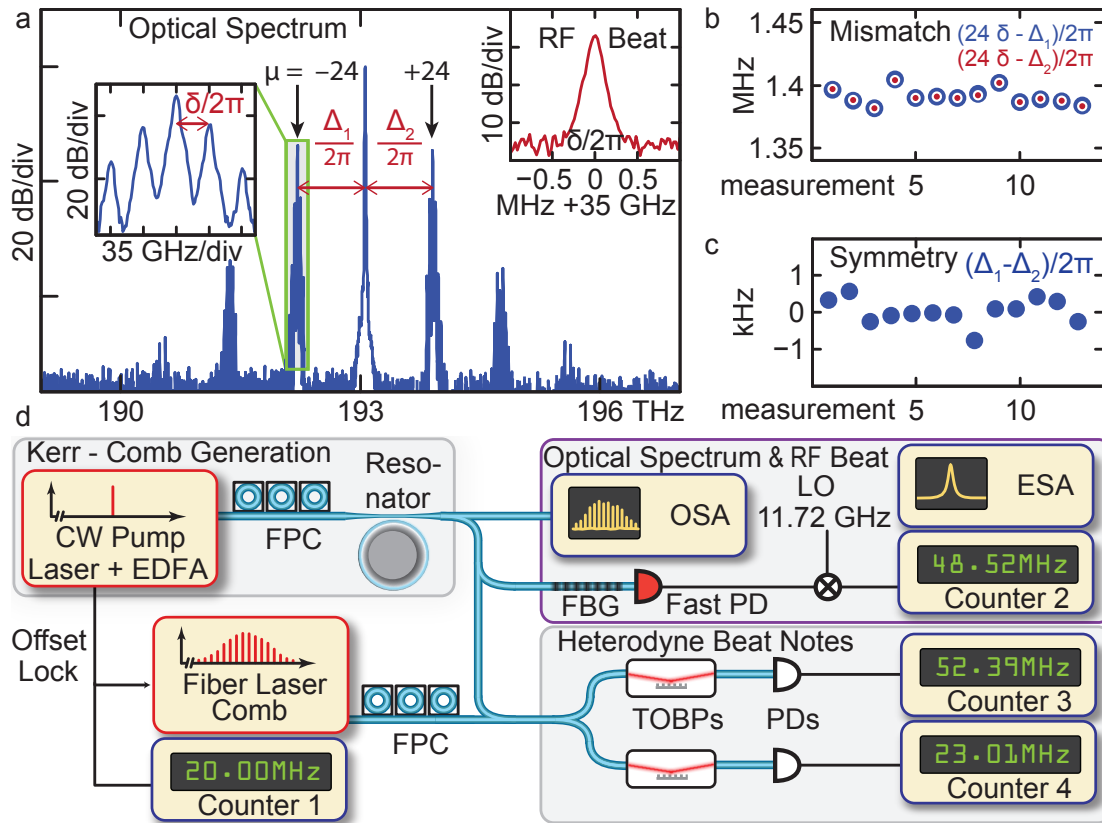 a
Optical Spectrum
μ = −24 +24
δ/2π
Δ₁/2π
Δ₂/2π
20 dB/div
20 dB/div
35 GHz/div
RF Beat
10 dB/div
δ/2π
−0.5 0 0.5
MHz +35 GHz
190 193 196 THz
b
Mismatch (24 δ - Δ₁)/2π
(24 δ - Δ₂)/2π
1.45
1.40
1.35
MHz
measurement 5 10
c
Symmetry (Δ₁-Δ₂)/2π
1
0
−1
kHz
measurement 5 10
d
Kerr - Comb Generation
CW Pump
Laser + EDFA
FPC
Reso-
nator
Optical Spectrum & RF Beat
OSA
LO
11.72 GHz
ESA
FBG
Fast PD
48.52MHz
Counter 2
Offset
Lock
Fiber Laser
Comb
20.00MHz
Counter 1
FPC
Heterodyne Beat Notes
TOBPs
PDs
52.39MHz
Counter 3
23.01MHz
Counter 4